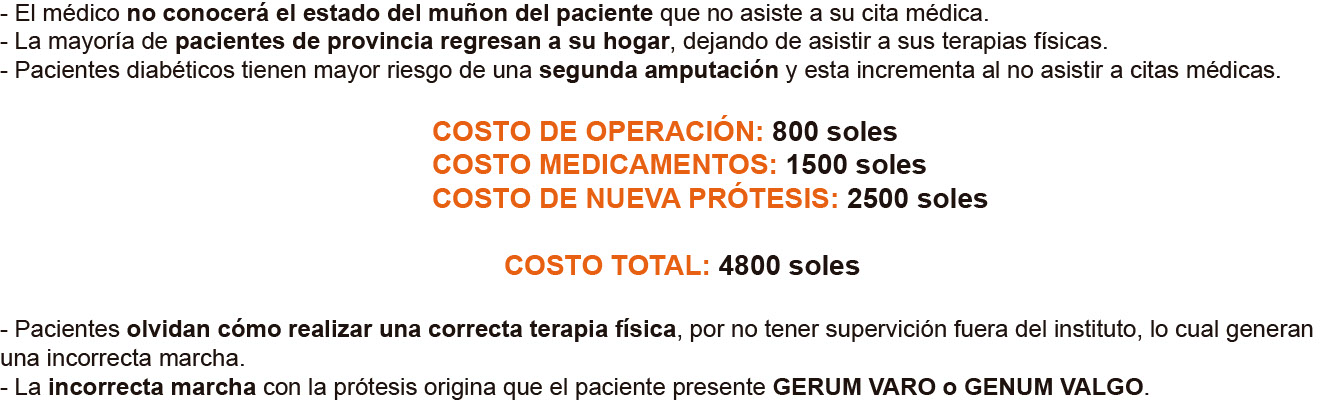 - El médico no conocerá el estado del muñon del paciente que no asiste a su cita médica.
- La mayoría de pacientes de provincia regresan a su hogar, dejando de asistir a sus terapias físicas.
- Pacientes diabéticos tienen mayor riesgo de una segunda amputación y esta incrementa al no asistir a citas médicas.
COSTO DE OPERACIÓN: 800 soles
COSTO MEDICAMENTOS: 1500 soles
COSTO DE NUEVA PRÓTESIS: 2500 soles
COSTO TOTAL: 4800 soles
- Pacientes olvidan cómo realizar una correcta terapia física, por no tener supervición fuera del instituto, lo cual generan
una incorrecta marcha.
- La incorrecta marcha con la prótesis origina que el paciente presente GERUM VARO o GENUM VALGO.